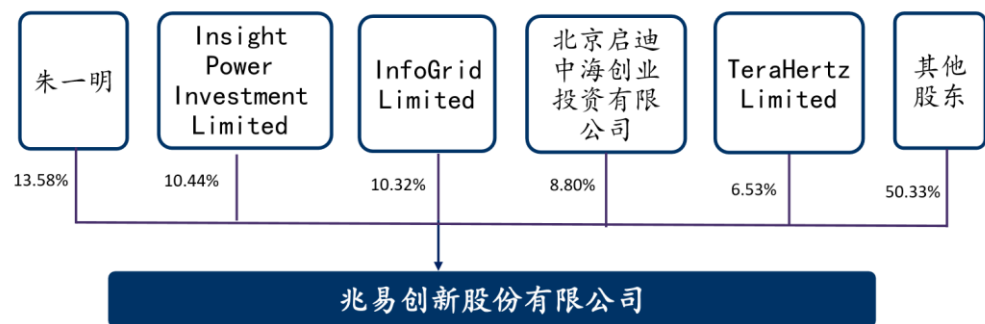 朱一明
Insight
Power
Investment
Limited
InfoGrid
Limited
北京启迪
中海创业
投资有限
公司
TeraHertz
Limited
其他
股东
13.58%
10.44%
10.32%
8.80%
6.53%
50.33%
兆易创新股份有限公司